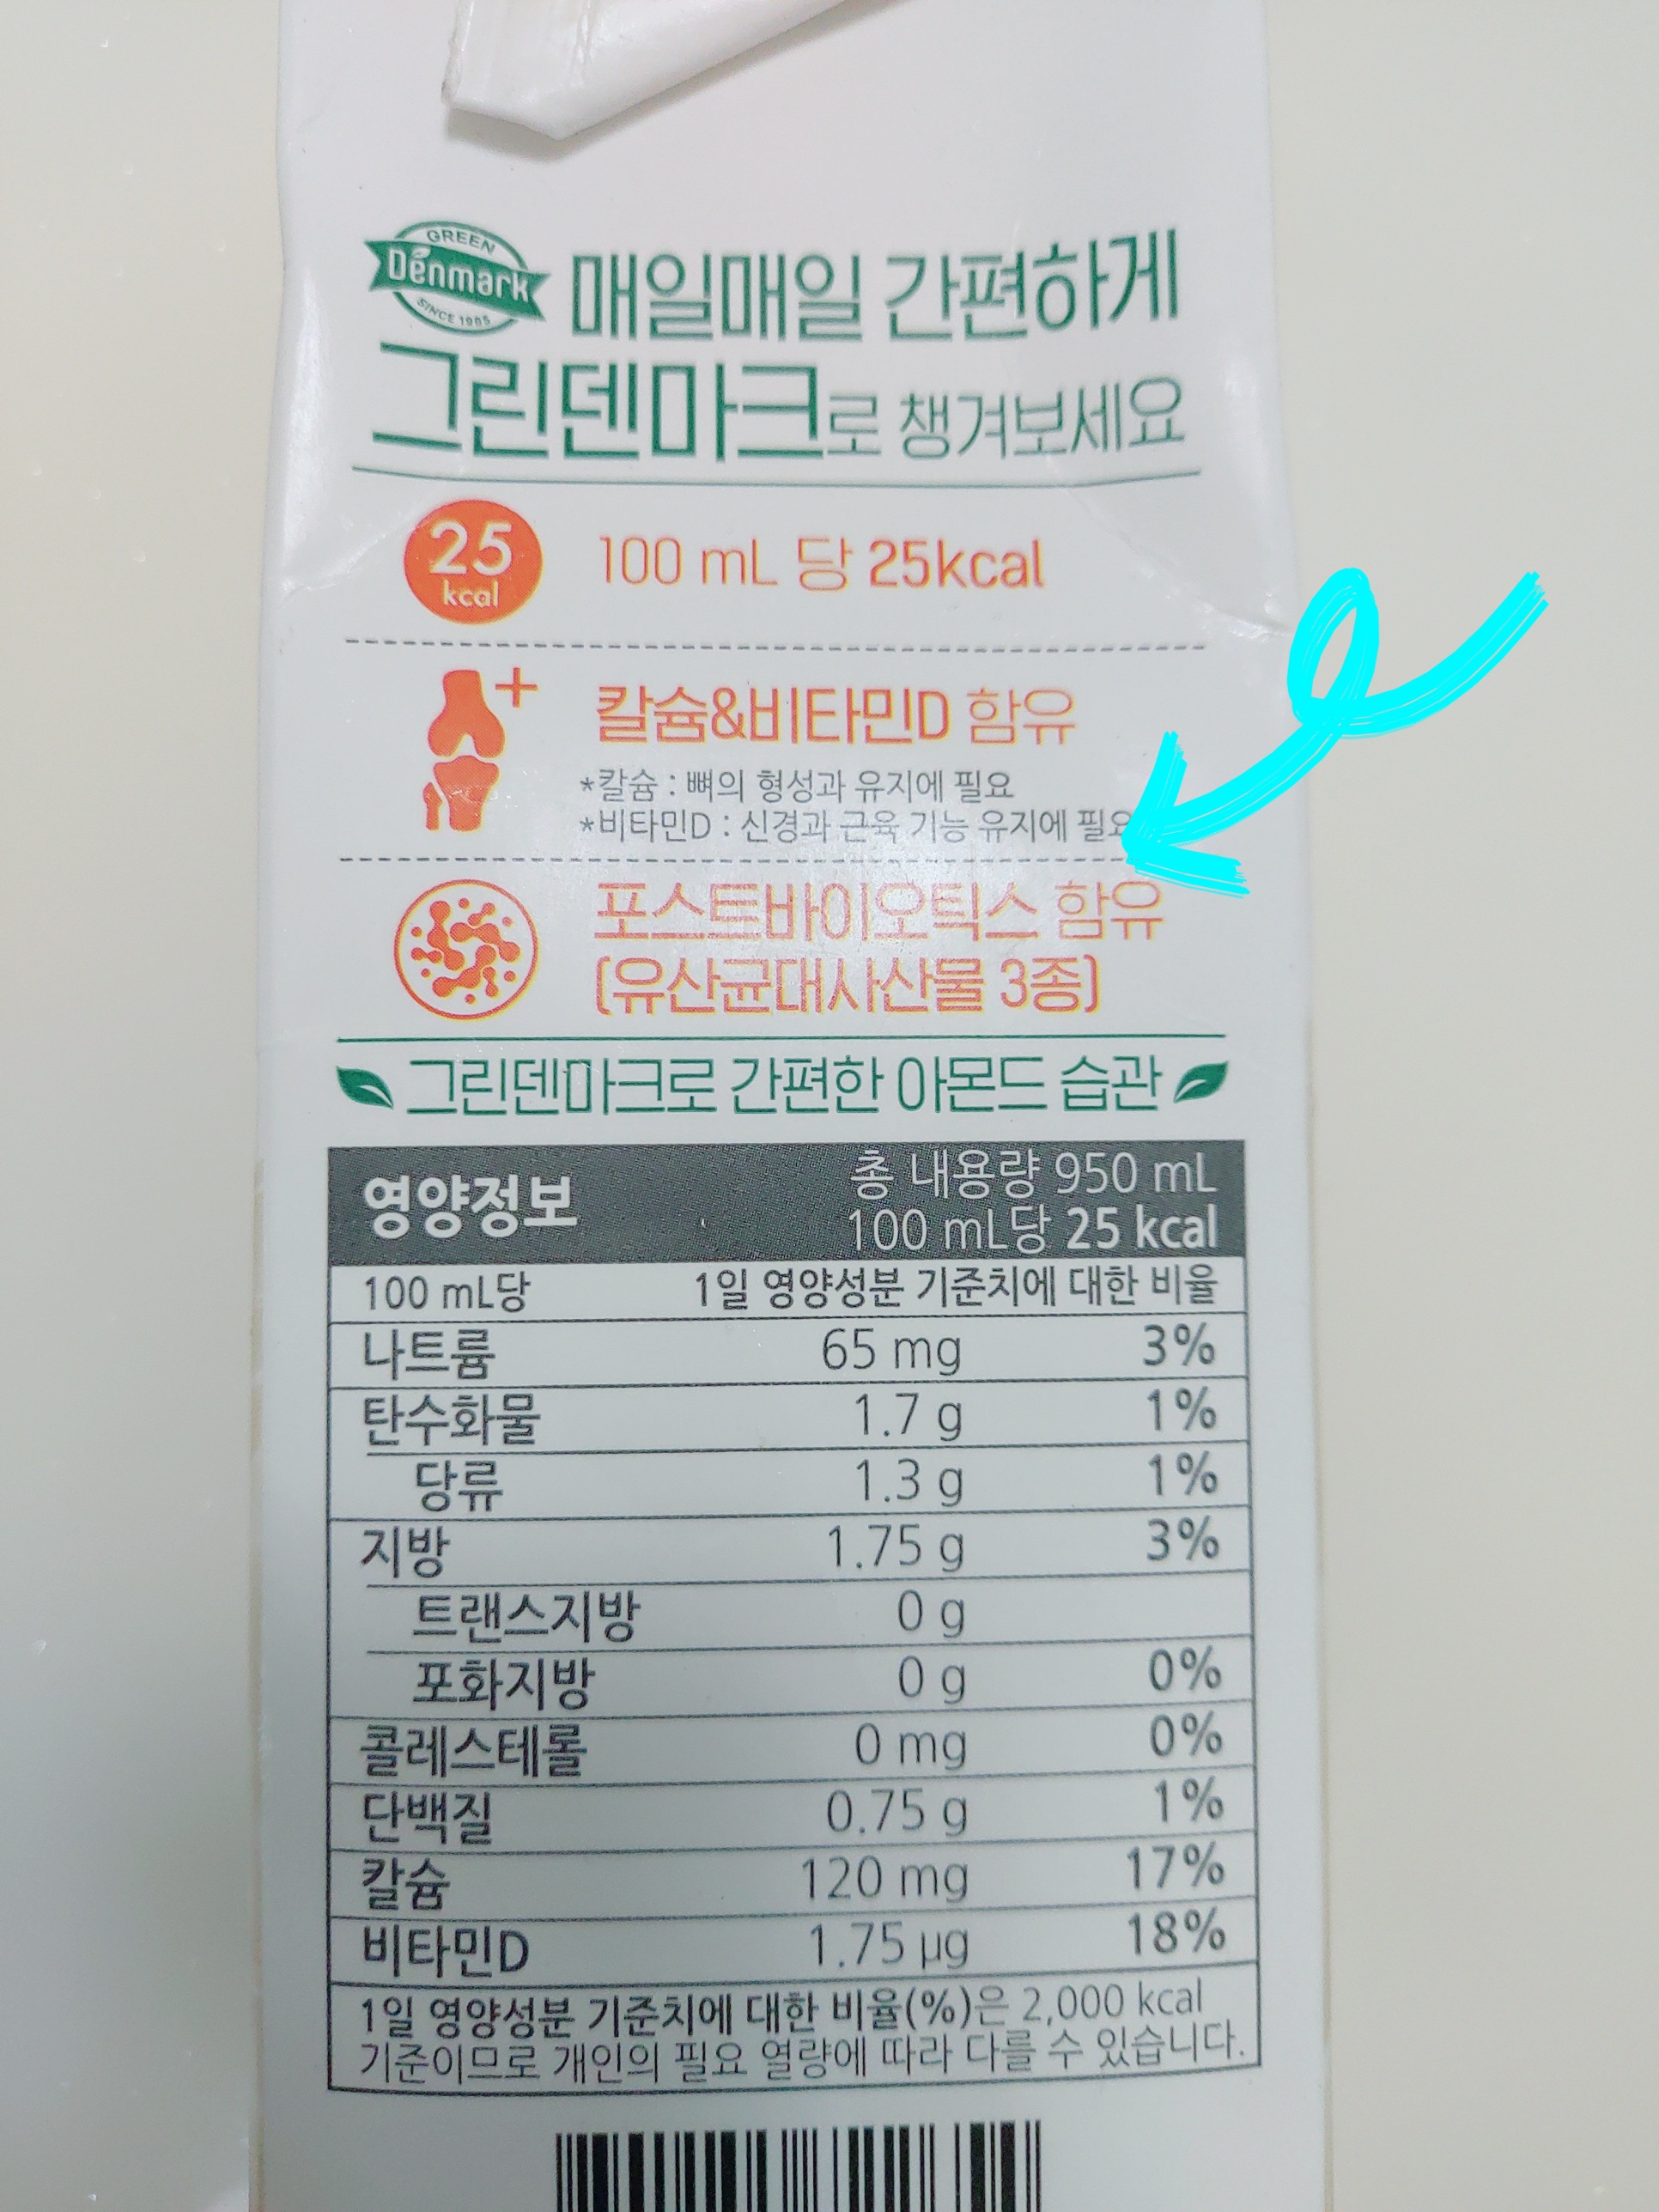 GREEN
Denmark
SINCE 1985
매일매일 간편하게
그린덴마크로 챙겨보세요
25
kcal
100 mL 당 25kcal
칼슘&비타민D 함유
*칼슘 : 뼈의 형성과 유지에 필요
*비타민D : 신경과 근육 기능 유지에 필요
포스트바이오틱스 함유
(유산균대사산물 3종)
그린덴마크로 간편한 아몬드 습관
영양정보
총 내용량 950 mL
100 mL당 25 kcal
100 mL당 1일 영양성분 기준치에 대한 비율
나트륨 65 mg 3%
탄수화물 1.7 g 1%
당류 1.3 g 1%
지방 1.75 g 3%
트랜스지방 0 g
포화지방 0 g 0%
콜레스테롤 0 mg 0%
단백질 0.75 g 1%
칼슘 120 mg 17%
비타민D 1.75 μg 18%
1일 영양성분 기준치에 대한 비율(%)은 2,000 kcal
기준이므로 개인의 필요 열량에 따라 다를 수 있습니다.